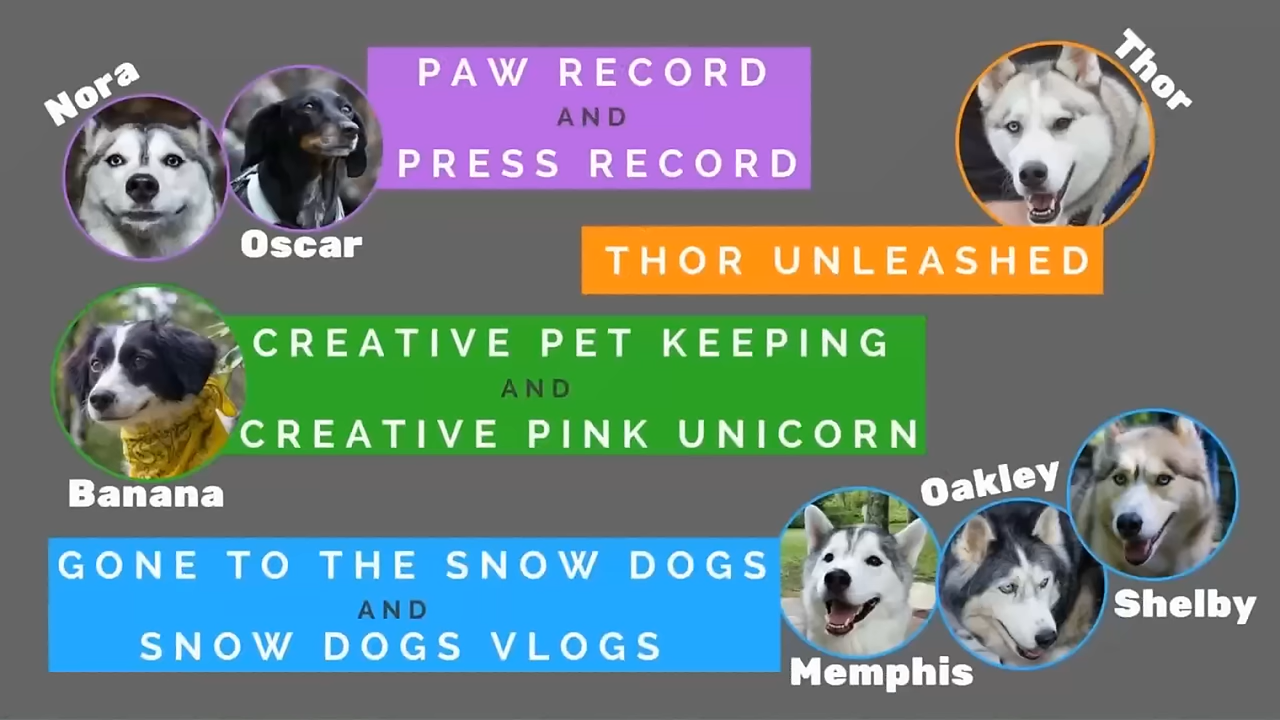 Nora
Oscar
PAW RECORD
AND
PRESS RECORD
Thor
THOR UNLEASHED
CREATIVE PET KEEPING
AND
CREATIVE PINK UNICORN
Banana
GONE TO THE SNOW DOGS
AND
SNOW DOGS VLOGS
Memphis
Oakley
Shelby